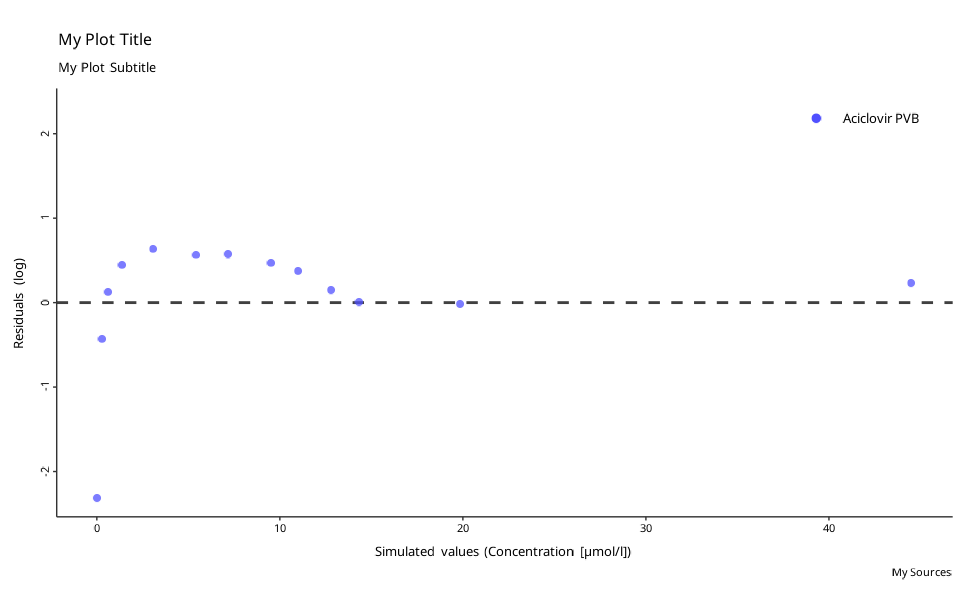 My Plot Title
My Plot Subtitle
Aciclovir PVB
2
1
0
-1
-2
Residuals (log)
0 10 20 30 40
Simulated values (Concentration [µmol/l])
My Sources